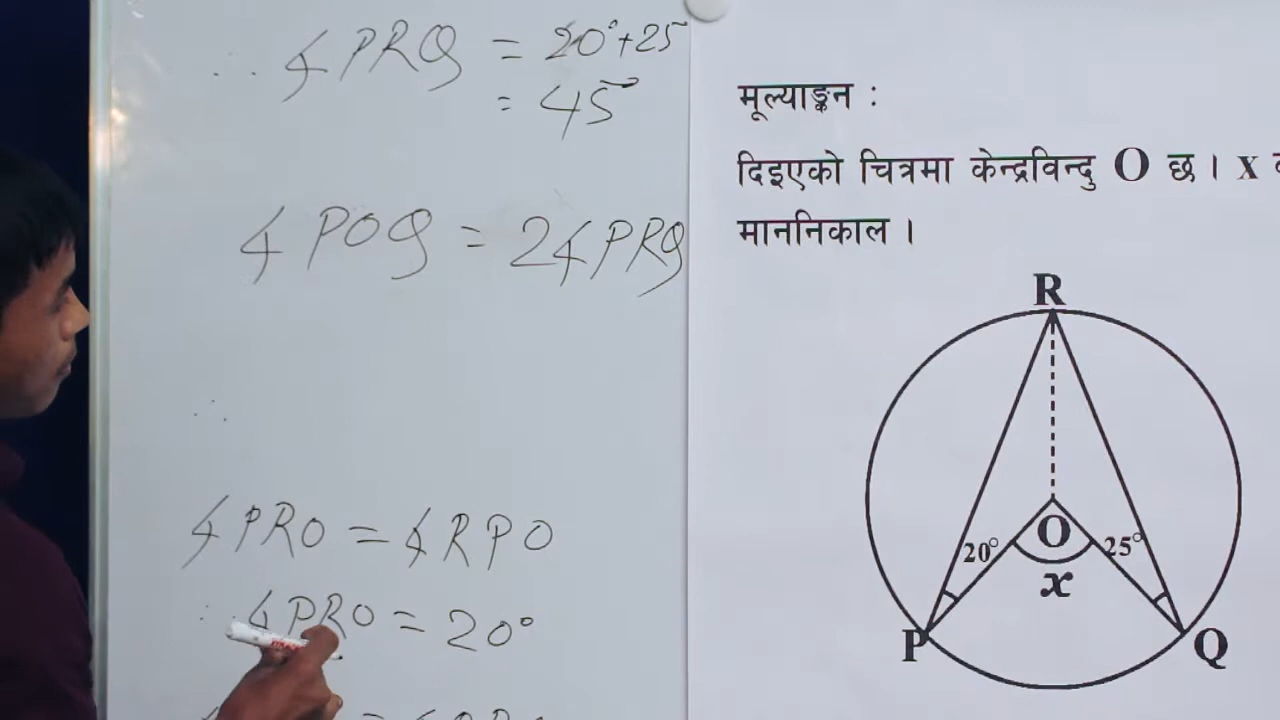 ∴ ∡PRQ = 20°+25
= 45°
∡POQ = 2∡PRQ
∴
∡PRO = ∡RPO
∴ ∡PRO = 20°
मूल्याङ्कन :
दिइएको चित्रमा केन्द्रविन्दु O छ । x
माननिकाल ।
R
20° O 25°
x
P Q